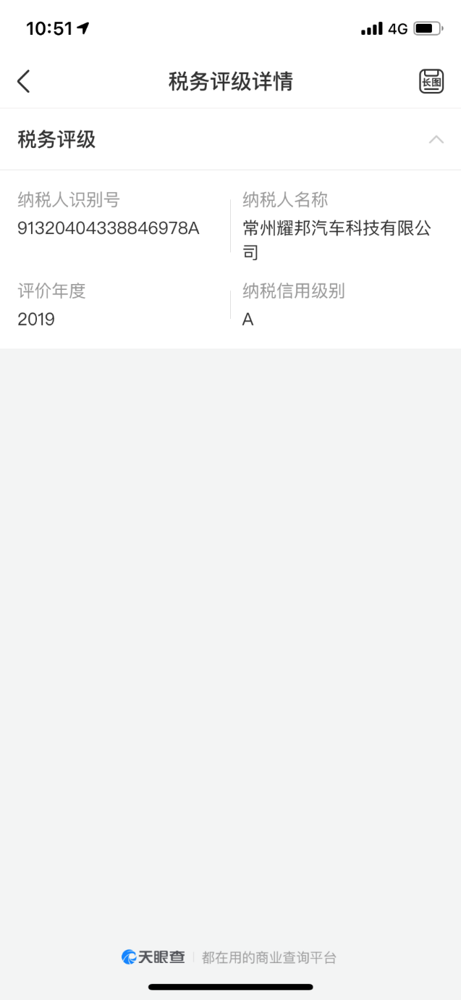 10:51
4G
税务评级详情
长图
税务评级
纳税人识别号
91320404338846978A
纳税人名称
常州耀邦汽车科技有限公
司
评价年度
2019
纳税信用级别
A
天眼查 都在用的商业查询平台